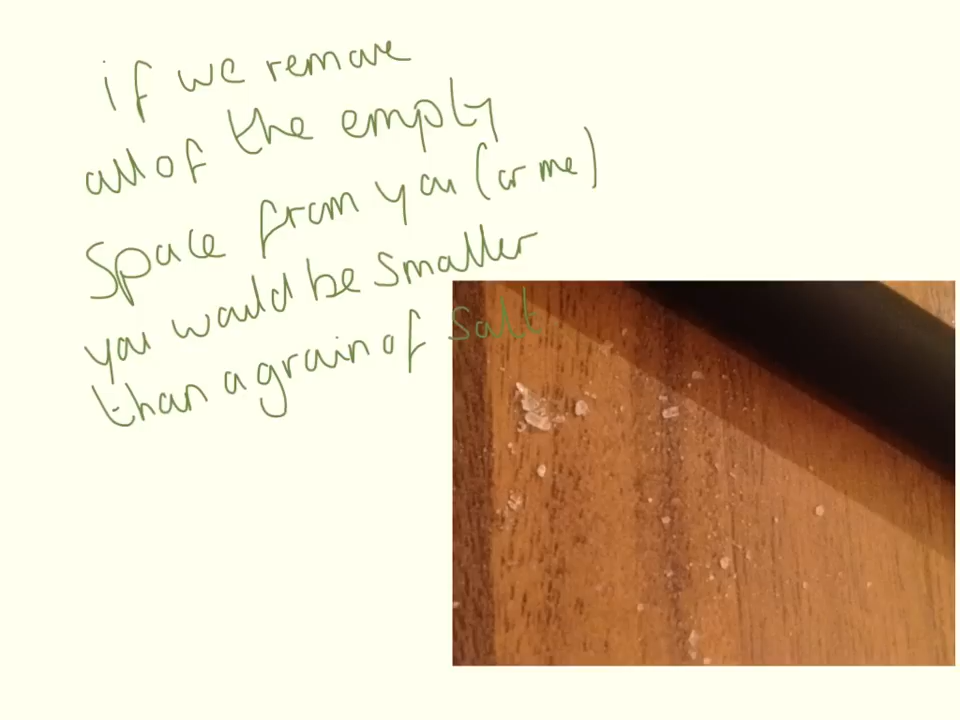 if we remove
all of the empty
space from you (or me)
you would be smaller
than a grain of salt